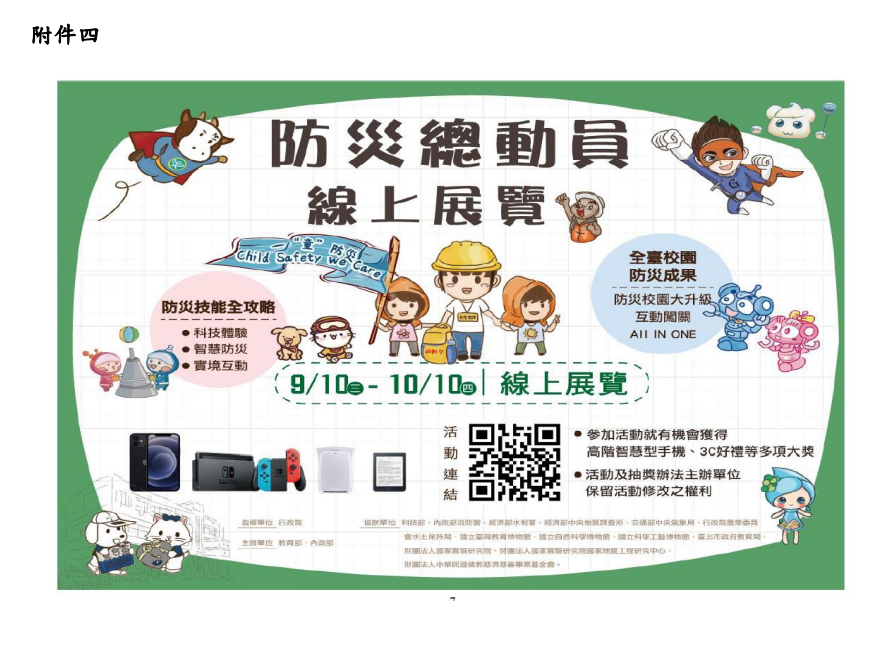 附件四
防災總動員
線上展覽
"童"防災
Child Safety We Care
全臺校園
防災成果
防災校園大升級
互動闖關
All IN ONE
防災技能全攻略
● 科技體驗
● 智慧防災
● 實境互動
9/10㊂ - 10/10㊃ | 線上展覽
活動連結
● 參加活動就有機會獲得
高階智慧型手機、3C好禮等多項大獎
● 活動及抽獎辦法主辦單位
保留活動修改之權利
指導單位 行政院
主辦單位 教育部、內政部
協辦單位 科技部、內政部消防署、經濟部水利署、經濟部中央地質調查所、交通部中央氣象局、行政院農業委員
會水土保持局、國立臺灣教育博物館、國立自然科學博物館、國立科學工藝博物館、臺北市政府教育局、
財團法人國家實驗研究院、財團法人國家實驗研究院國家地震工程研究中心、
財團法人中華民國佛教慈濟慈善事業基金會。